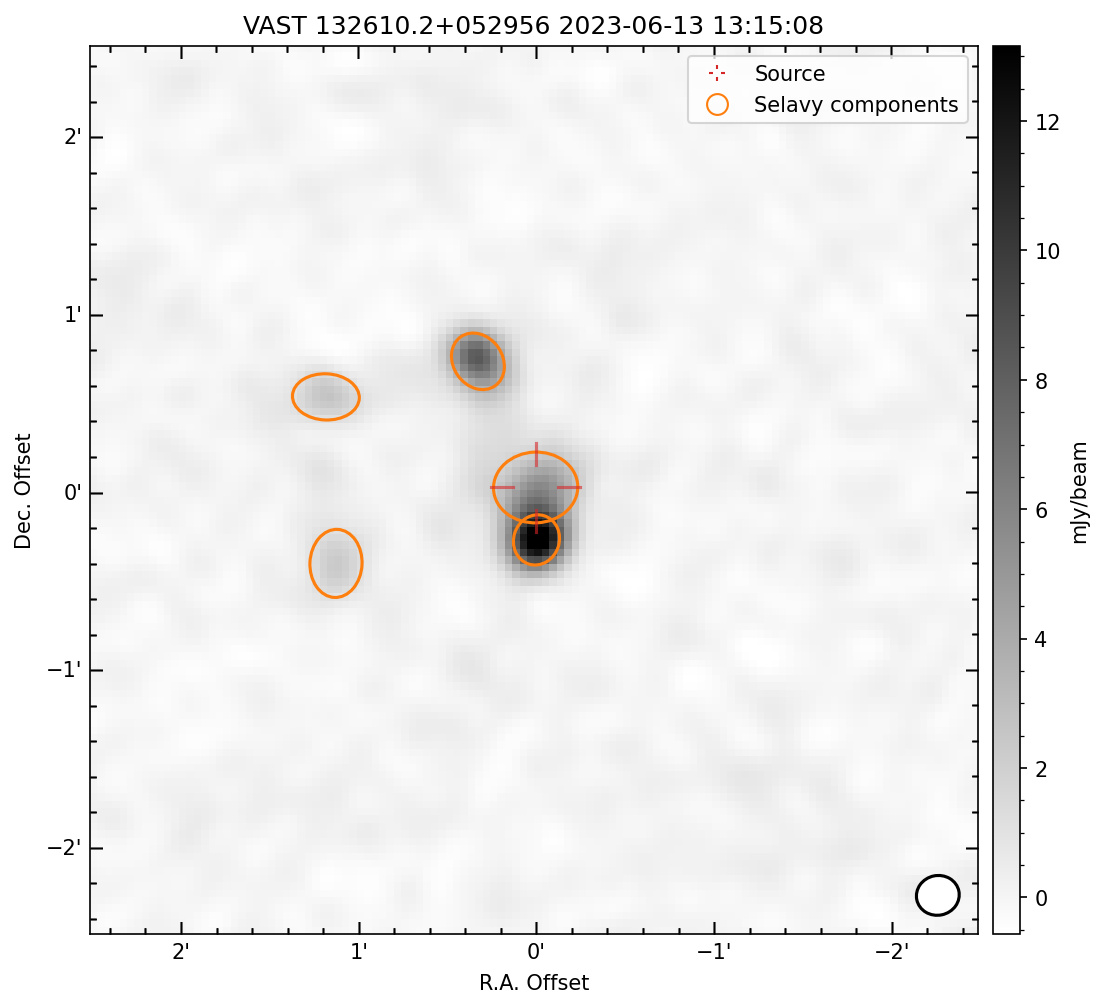 VAST 132610.2+052956 2023-06-13 13:15:08
Source
Selavy components
2'
1'
0'
−1'
−2'
Dec. Offset
2'
1'
0'
−1'
−2'
R.A. Offset
12
10
8
6
4
2
0
mJy/beam